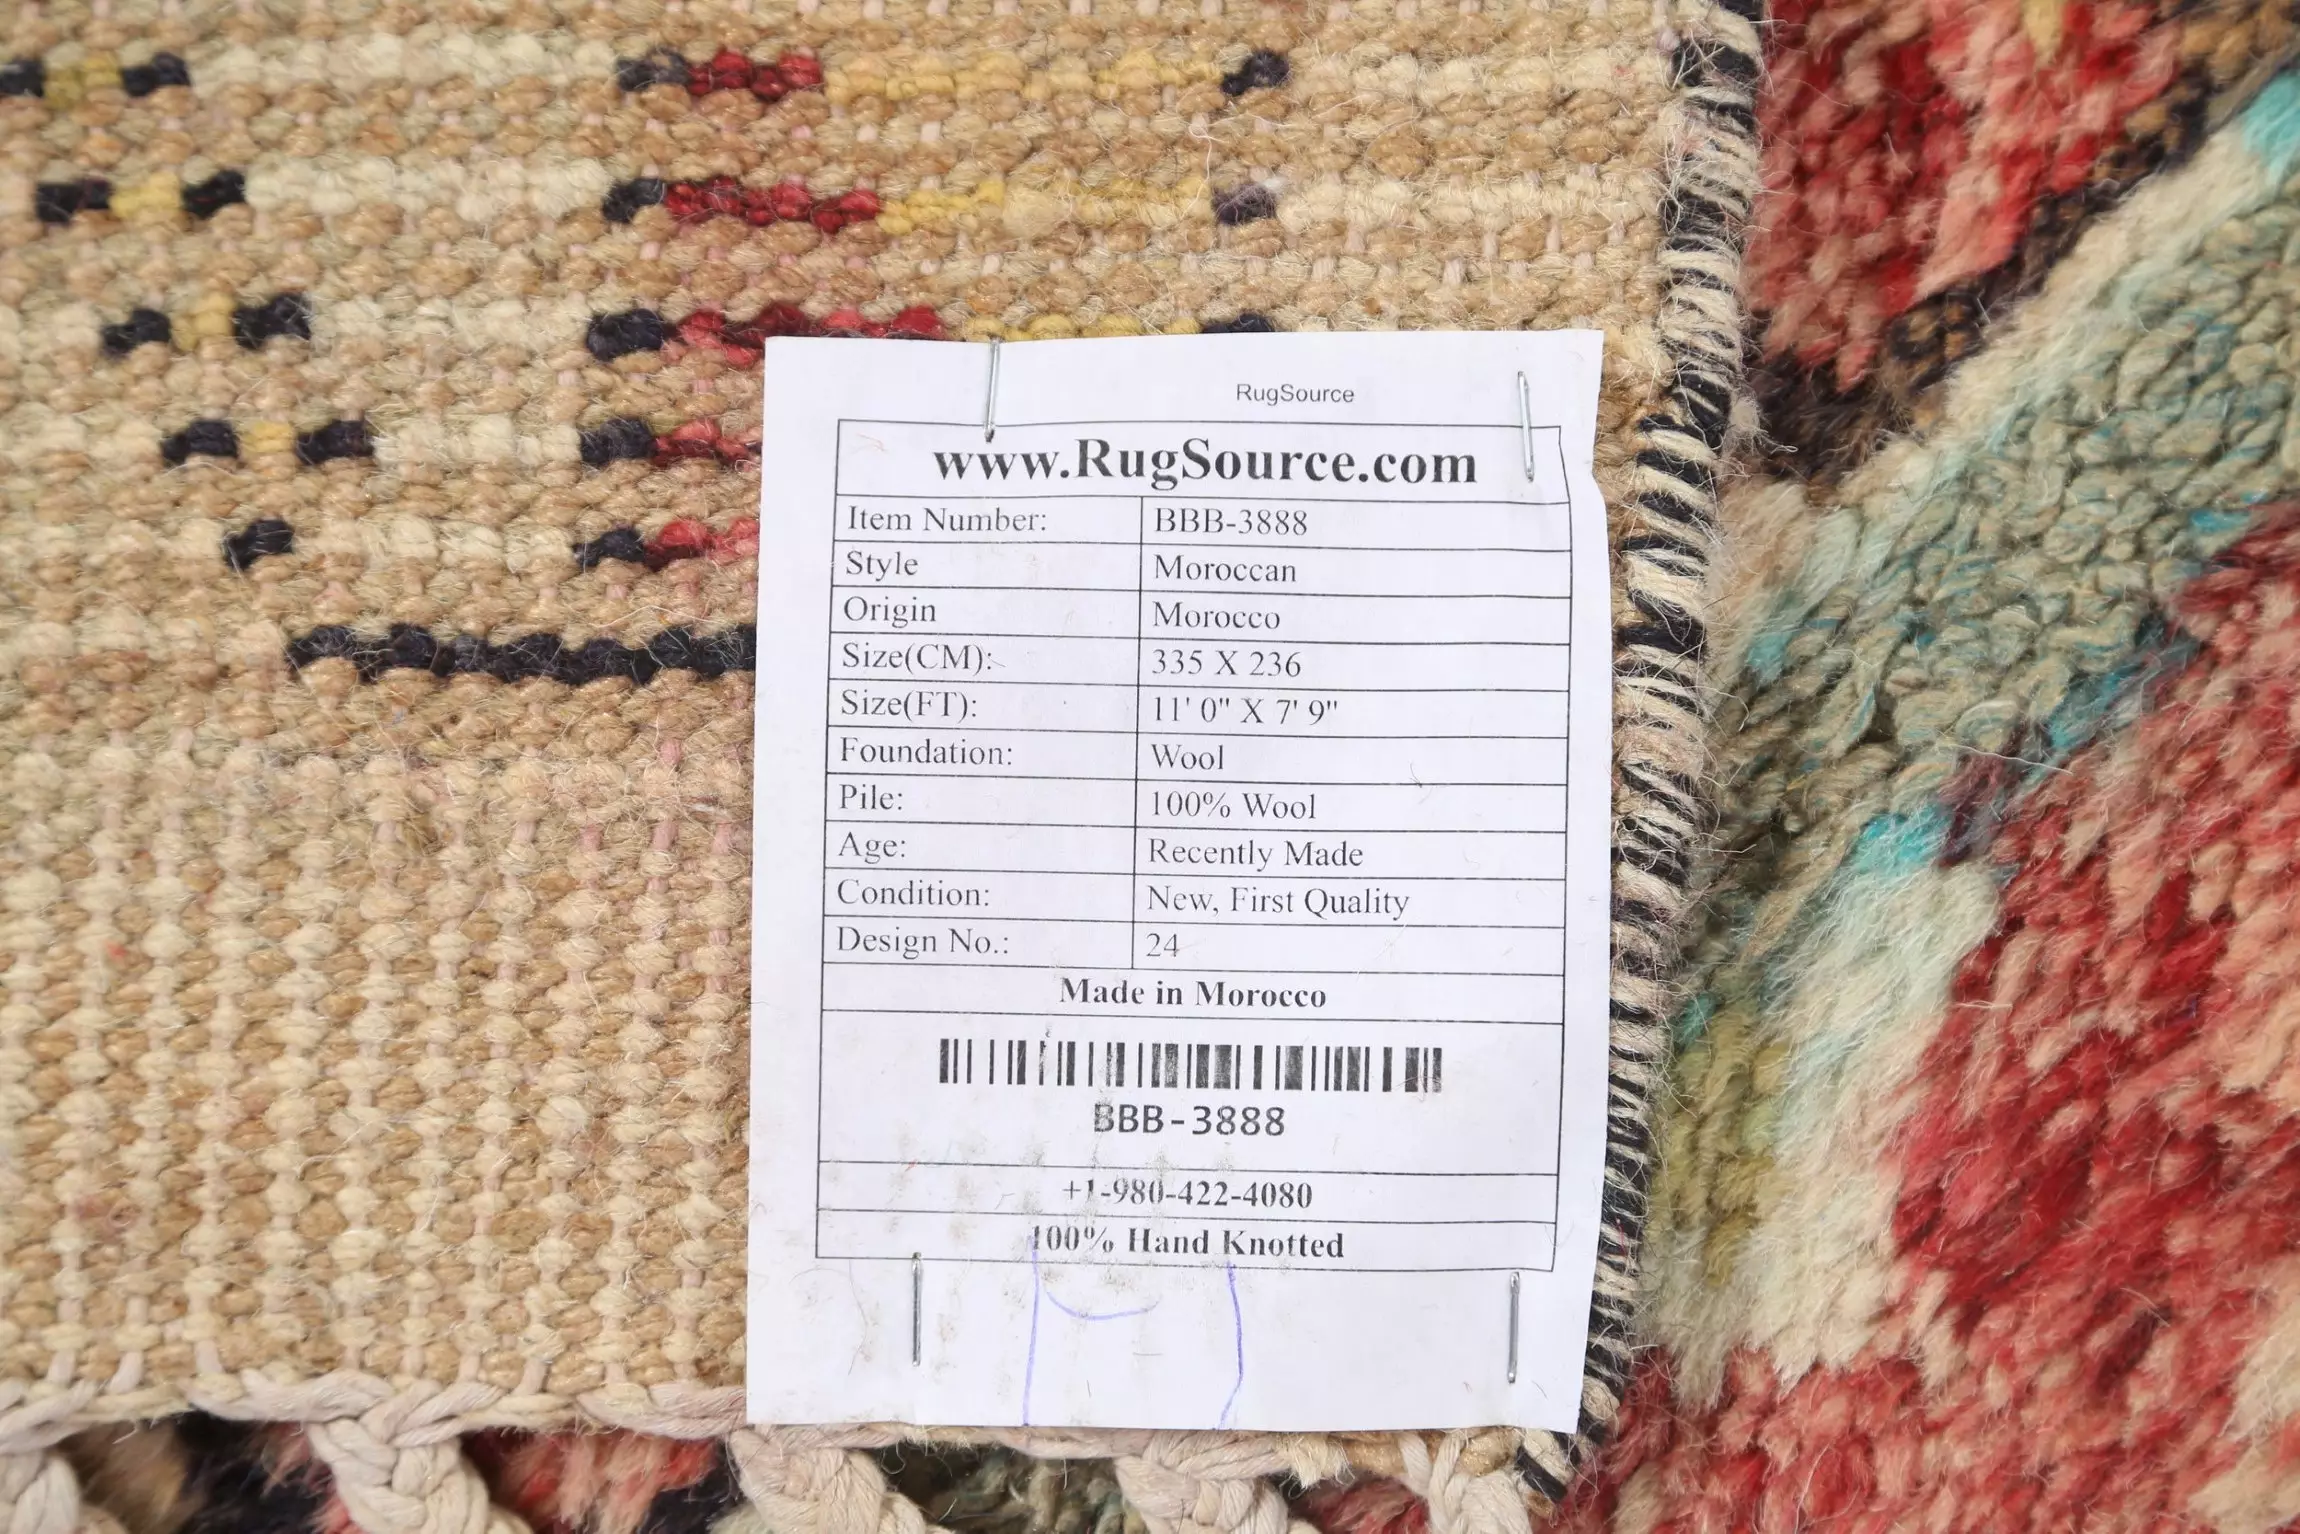 RugSource
www.RugSource.com
Item Number: BBB-3888
Style Moroccan
Origin Morocco
Size(CM): 335 X 236
Size(FT): 11' 0" X 7' 9"
Foundation: Wool
Pile: 100% Wool
Age: Recently Made
Condition: New, First Quality
Design No.: 24
Made in Morocco
BBB-3888
+1-980-422-4080
100% Hand Knotted